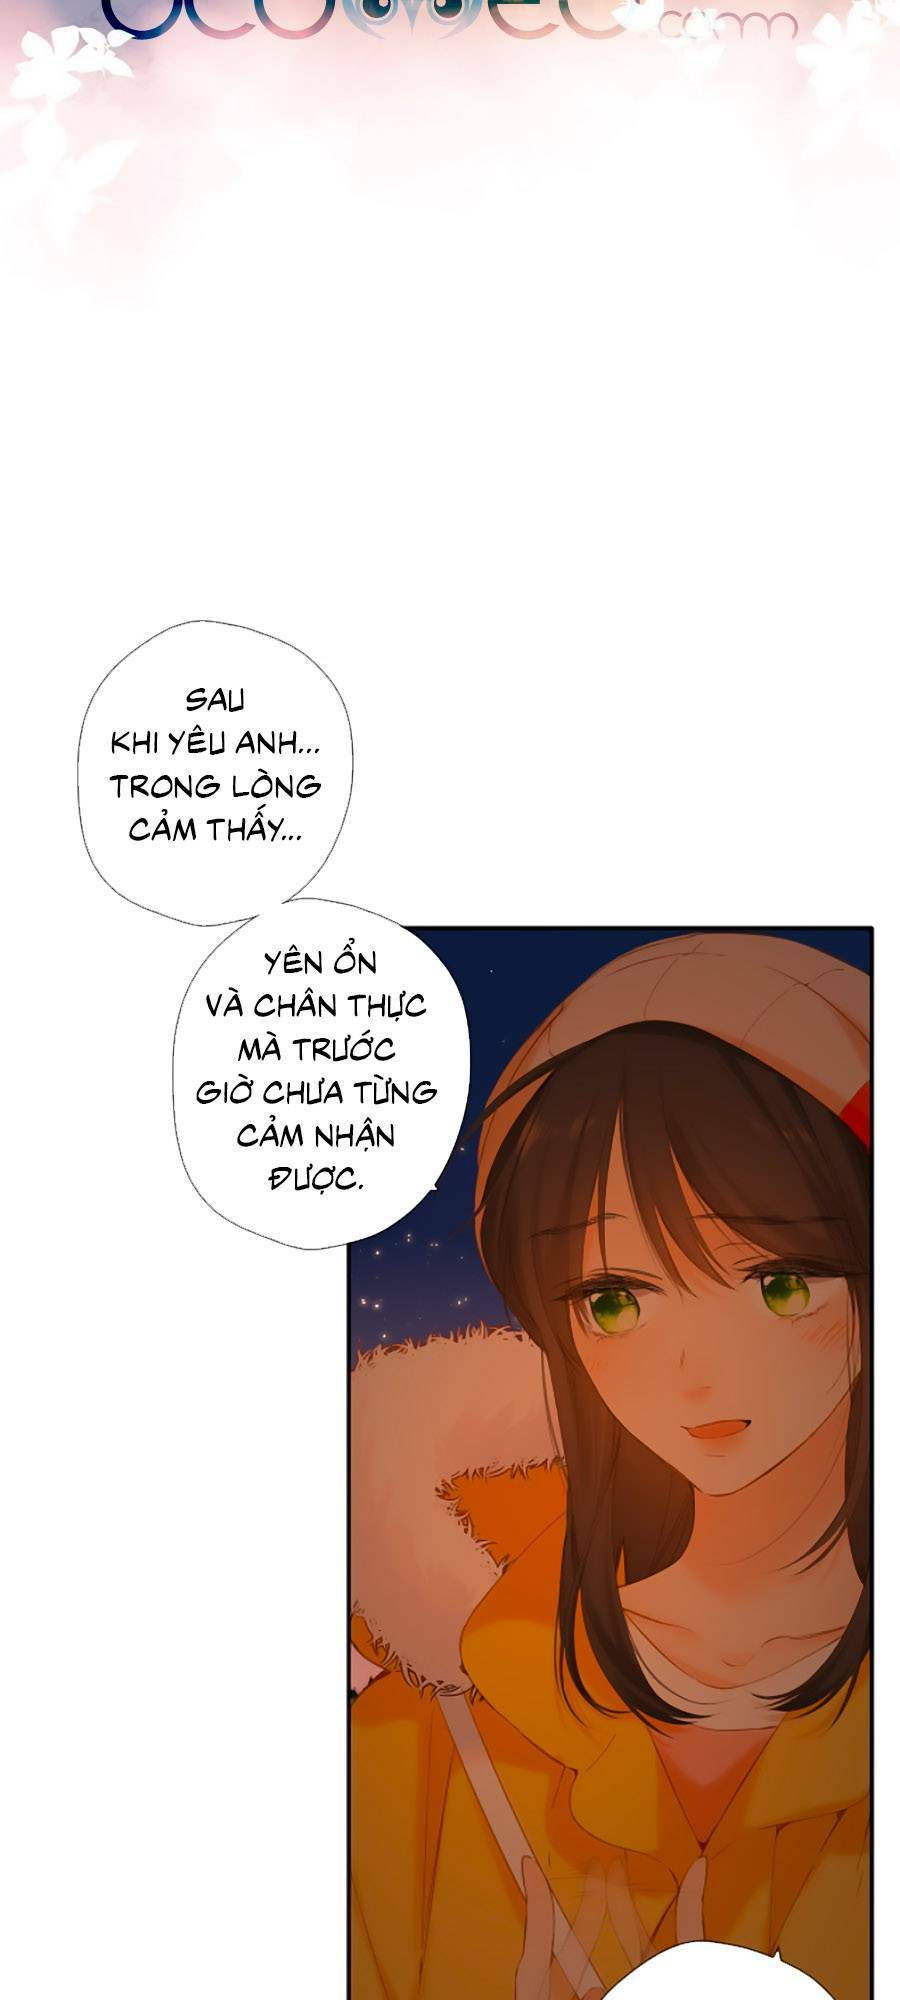 SAU
KHI YÊU ANH...
TRONG LÒNG
CẢM THẤY...
YÊN ỔN
VÀ CHÂN THỰC
MÀ TRƯỚC
GIỜ CHƯA TỪNG
CẢM NHẬN
ĐƯỢC.